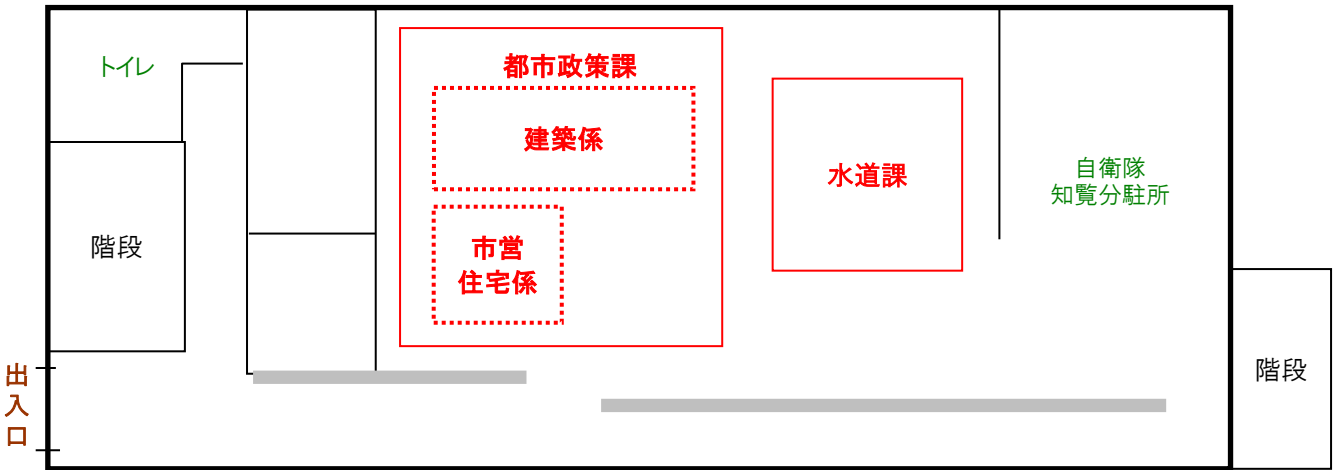 トイレ
都市政策課
建築係
水道課
自衛隊
知覧分駐所
階段
市営
住宅係
出
入
口
階段